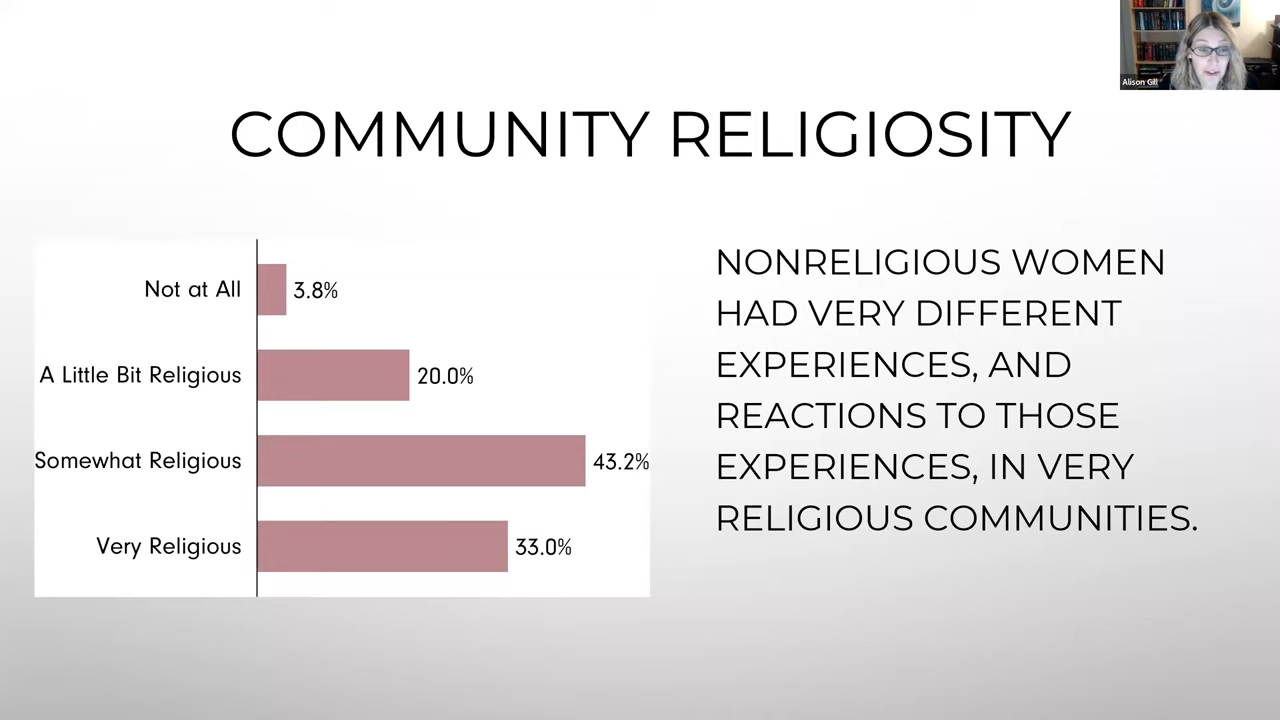 Alison Gill
COMMUNITY RELIGIOSITY
Not at All 3.8%
A Little Bit Religious 20.0%
Somewhat Religious 43.2%
Very Religious 33.0%
NONRELIGIOUS WOMEN
HAD VERY DIFFERENT
EXPERIENCES, AND
REACTIONS TO THOSE
EXPERIENCES, IN VERY
RELIGIOUS COMMUNITIES.